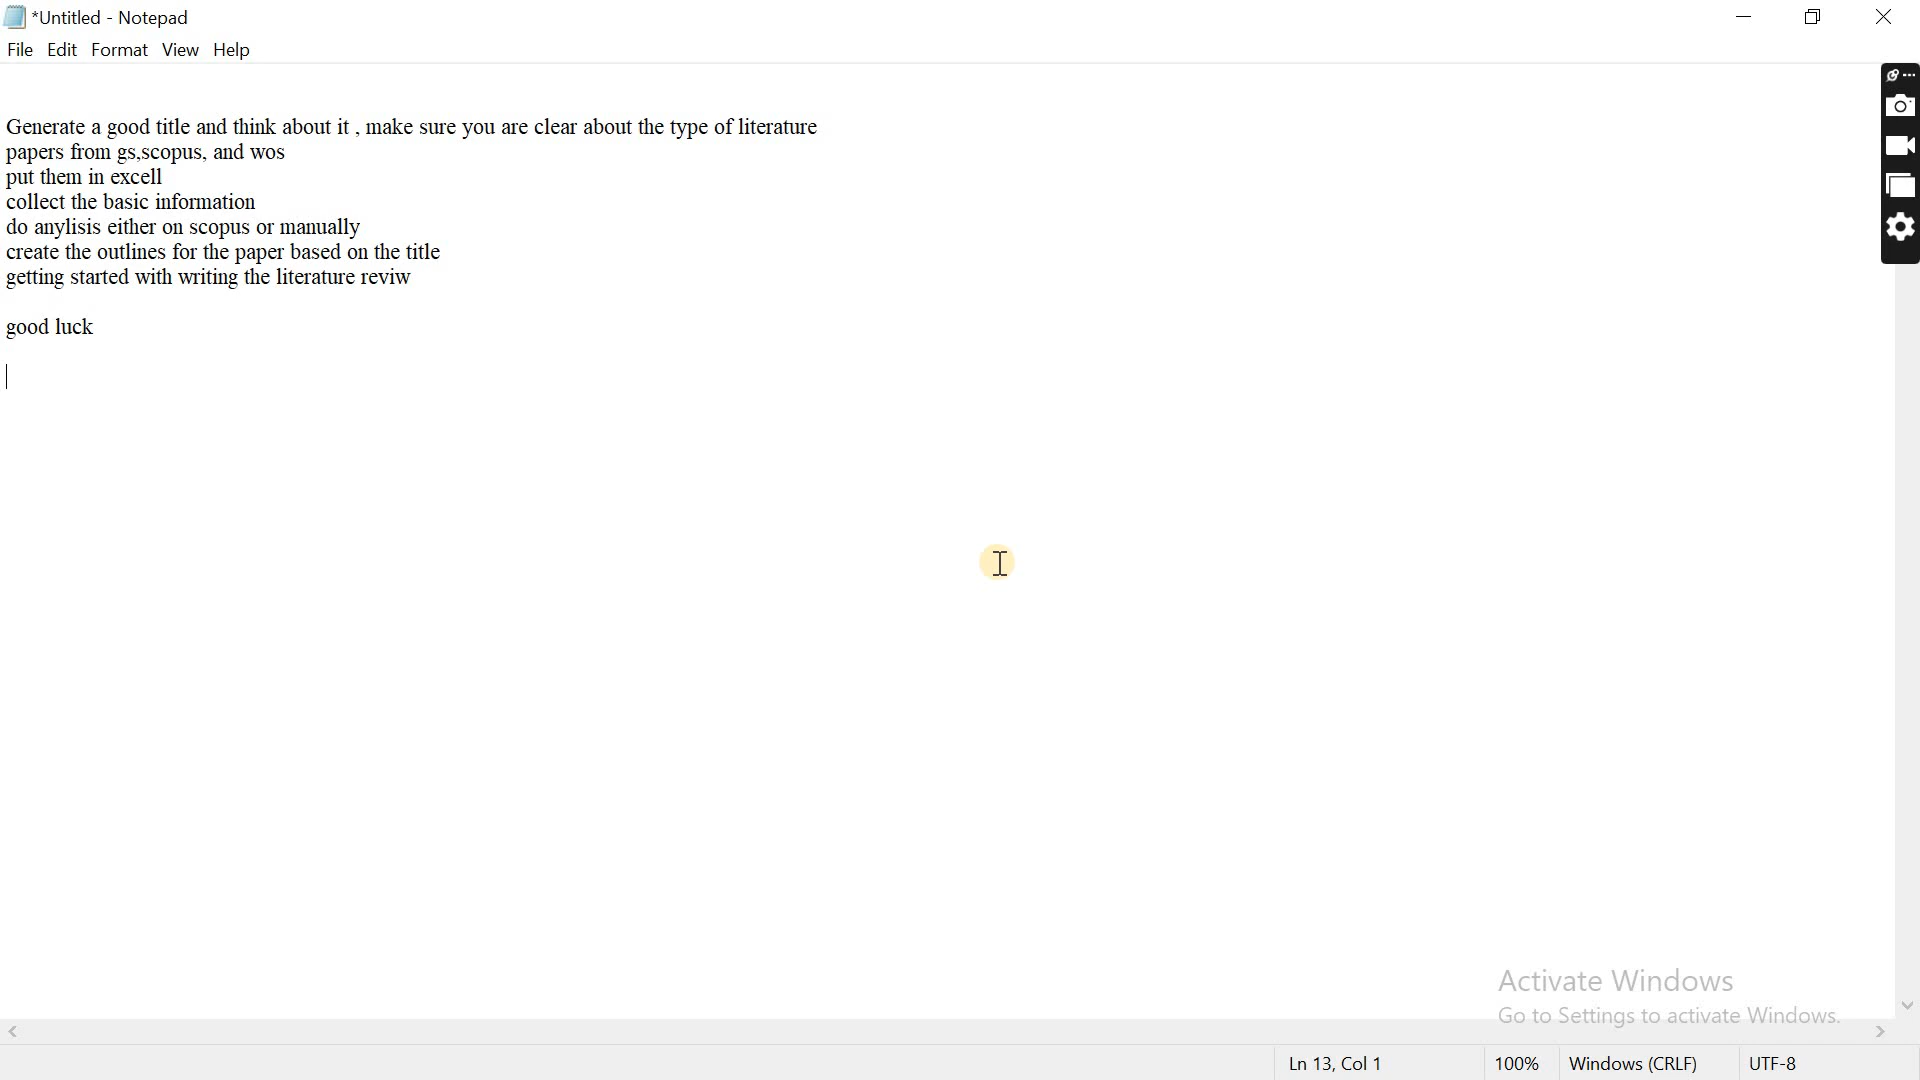 *Untitled - Notepad
File Edit Format View Help
Generate a good title and think about it , make sure you are clear about the type of literature
papers from gs,scopus, and wos
put them in excell
collect the basic information
do anylisis either on scopus or manually
create the outlines for the paper based on the title
getting started with writing the literature reviw
good luck
Activate Windows
Go to Settings to activate Windows.
Ln 13, Col 1 100% Windows (CRLF) UTF-8